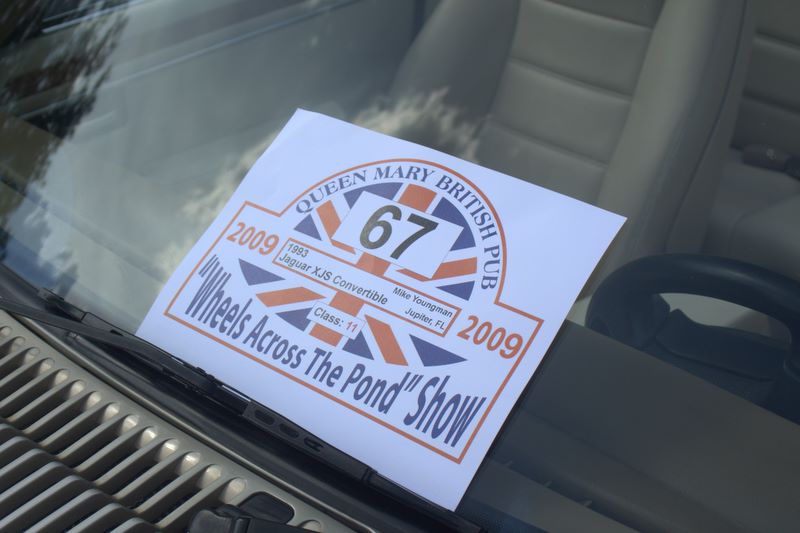 QUEEN MARY BRITISH PUB
67
2009
1993
Jaguar XJS Convertible
Mike Youngman
Jupiter, FL
2009
Class: 11
"Wheels Across The Pond" Show